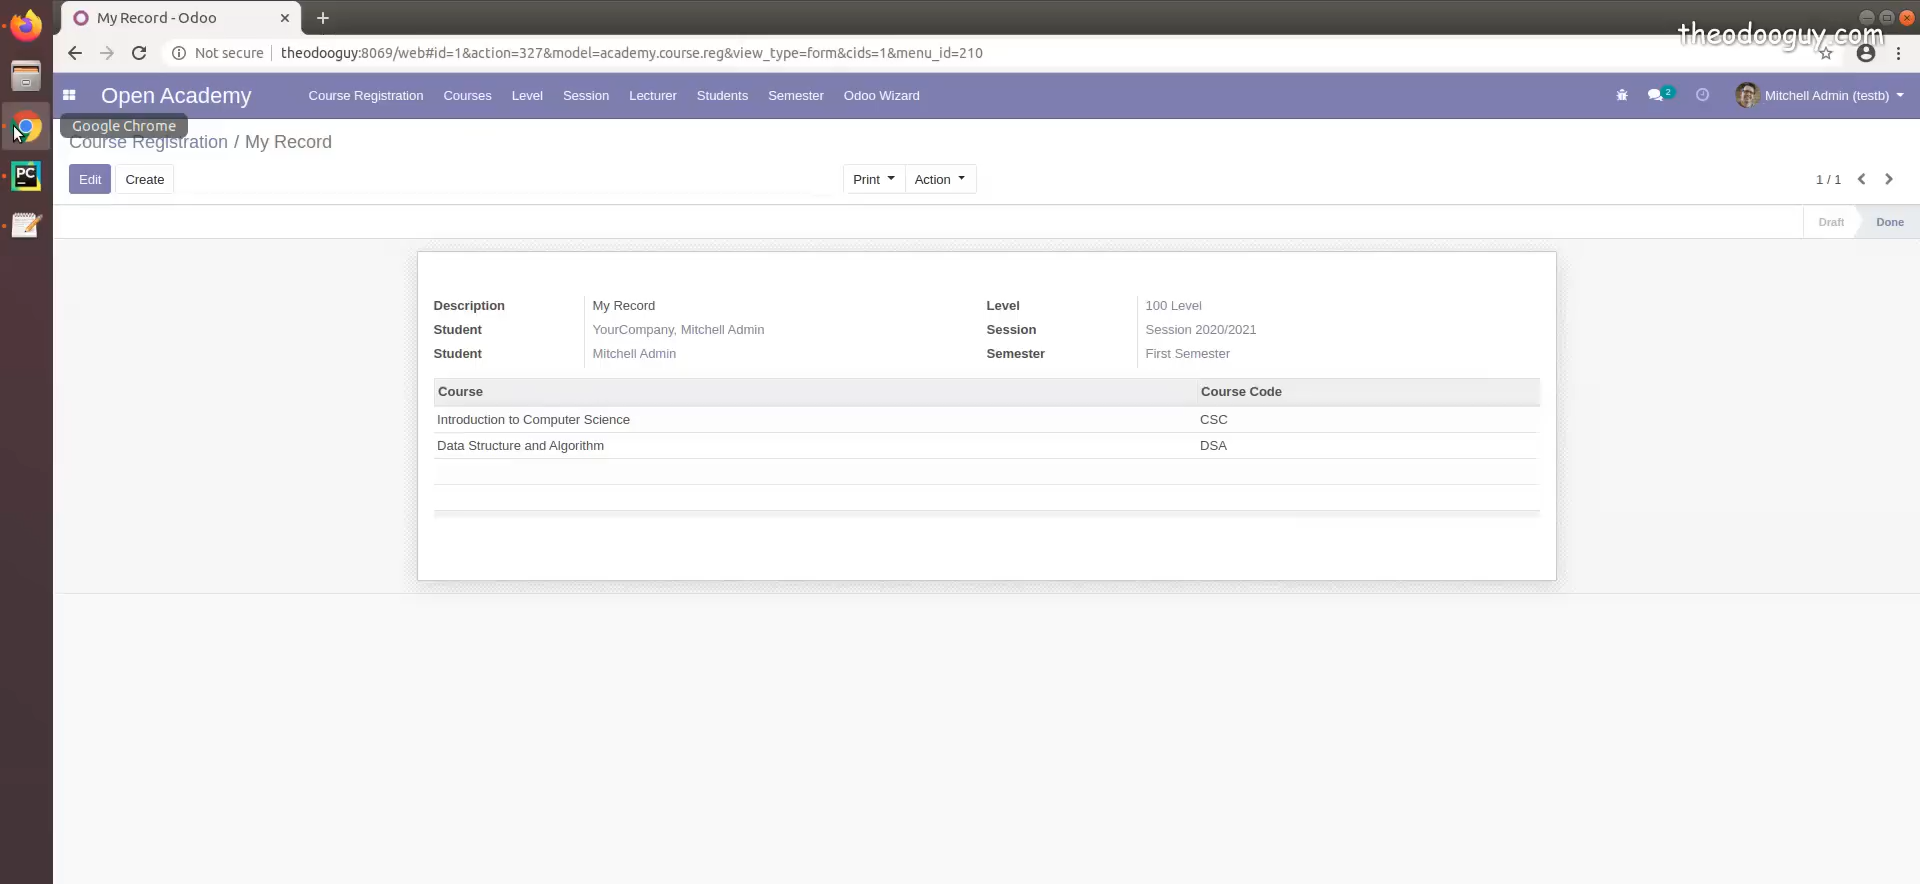 My Record - Odoo
theodooguy.com
Not secure theodooguy:8069/web#id=1&action=327&model=academy.course.reg&view_type=form&cids=1&menu_id=210
Open Academy Course Registration Courses Level Session Lecturer Students Semester Odoo Wizard 2 Mitchell Admin (testb)
Google Chrome
Course Registration / My Record
PC
Edit Create Print Action 1 / 1
Draft Done
Description My Record Level 100 Level
Student YourCompany, Mitchell Admin Session Session 2020/2021
Student Mitchell Admin Semester First Semester
Course Course Code
Introduction to Computer Science CSC
Data Structure and Algorithm DSA